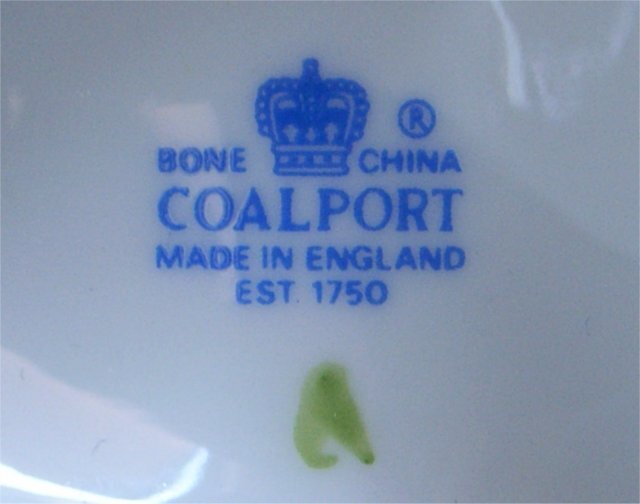 ®
BONE CHINA
COALPORT
MADE IN ENGLAND
EST. 1750